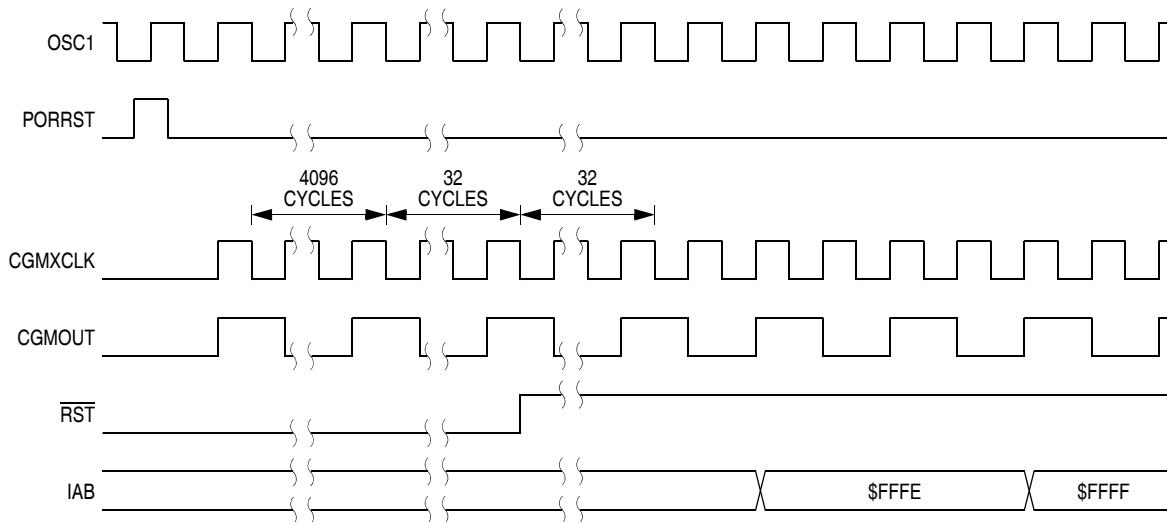 OSC1
PORRST
4096
CYCLES
32
CYCLES
32
CYCLES
CGMXCLK
CGMOUT
RST
IAB
$FFFE
$FFFF